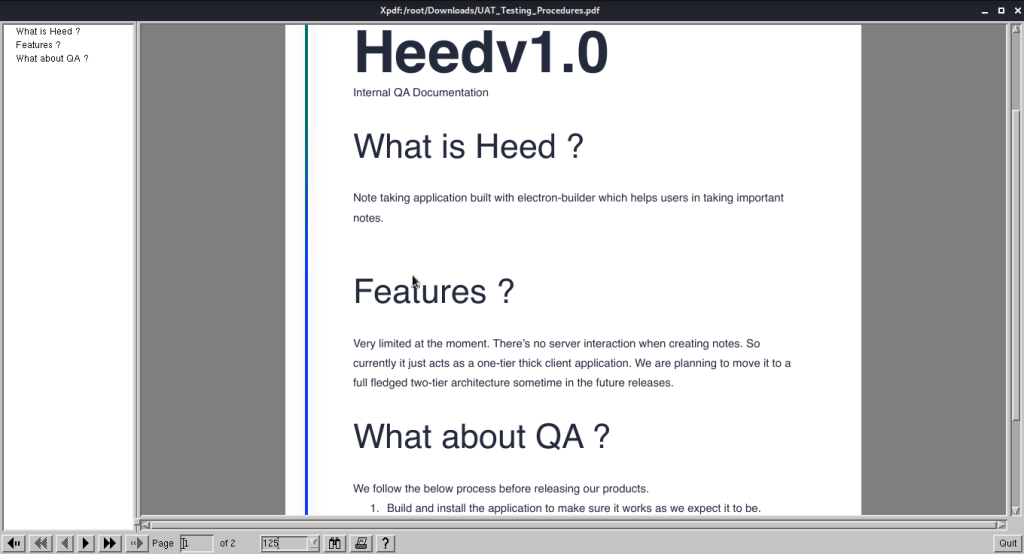 Xpdf: /root/Downloads/UAT_Testing_Procedures.pdf
What is Heed ?
Features ?
What about QA ?
Heedv1.0
Internal QA Documentation
What is Heed ?
Note taking application built with electron-builder which helps users in taking important
notes.
Features ?
Very limited at the moment. There's no server interaction when creating notes. So
currently it just acts as a one-tier thick client application. We are planning to move it to a
full fledged two-tier architecture sometime in the future releases.
What about QA ?
We follow the below process before releasing our products.
1. Build and install the application to make sure it works as we expect it to be.
Page 1 of 2 125 ? Quit